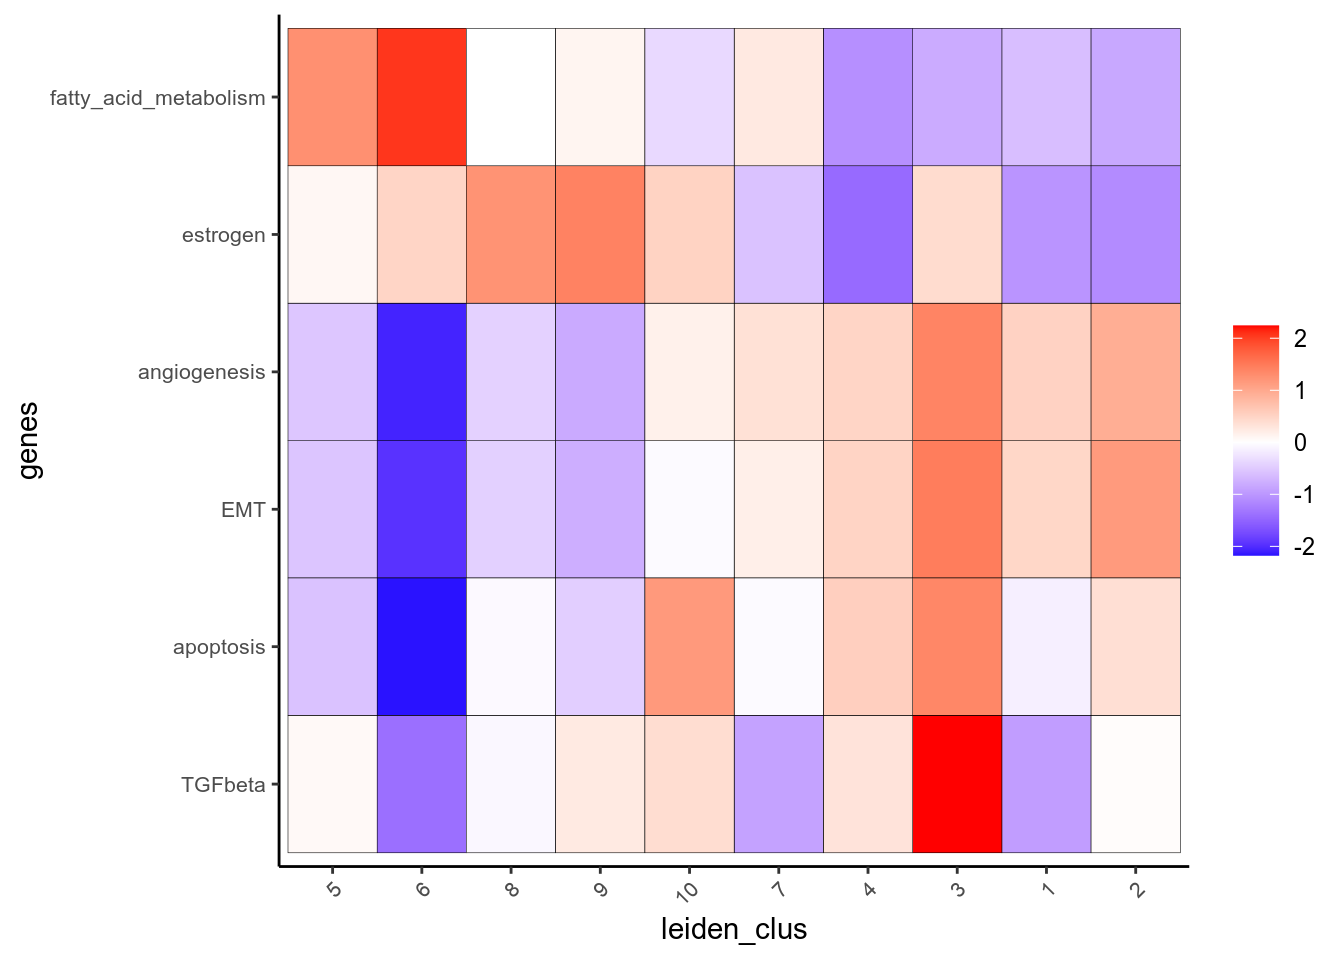 fatty_acid_metabolism
estrogen
angiogenesis
EMT
apoptosis
TGFbeta
genes
5 6 8 9 10 7 4 3 1 2
leiden_clus
2
1
0
-1
-2